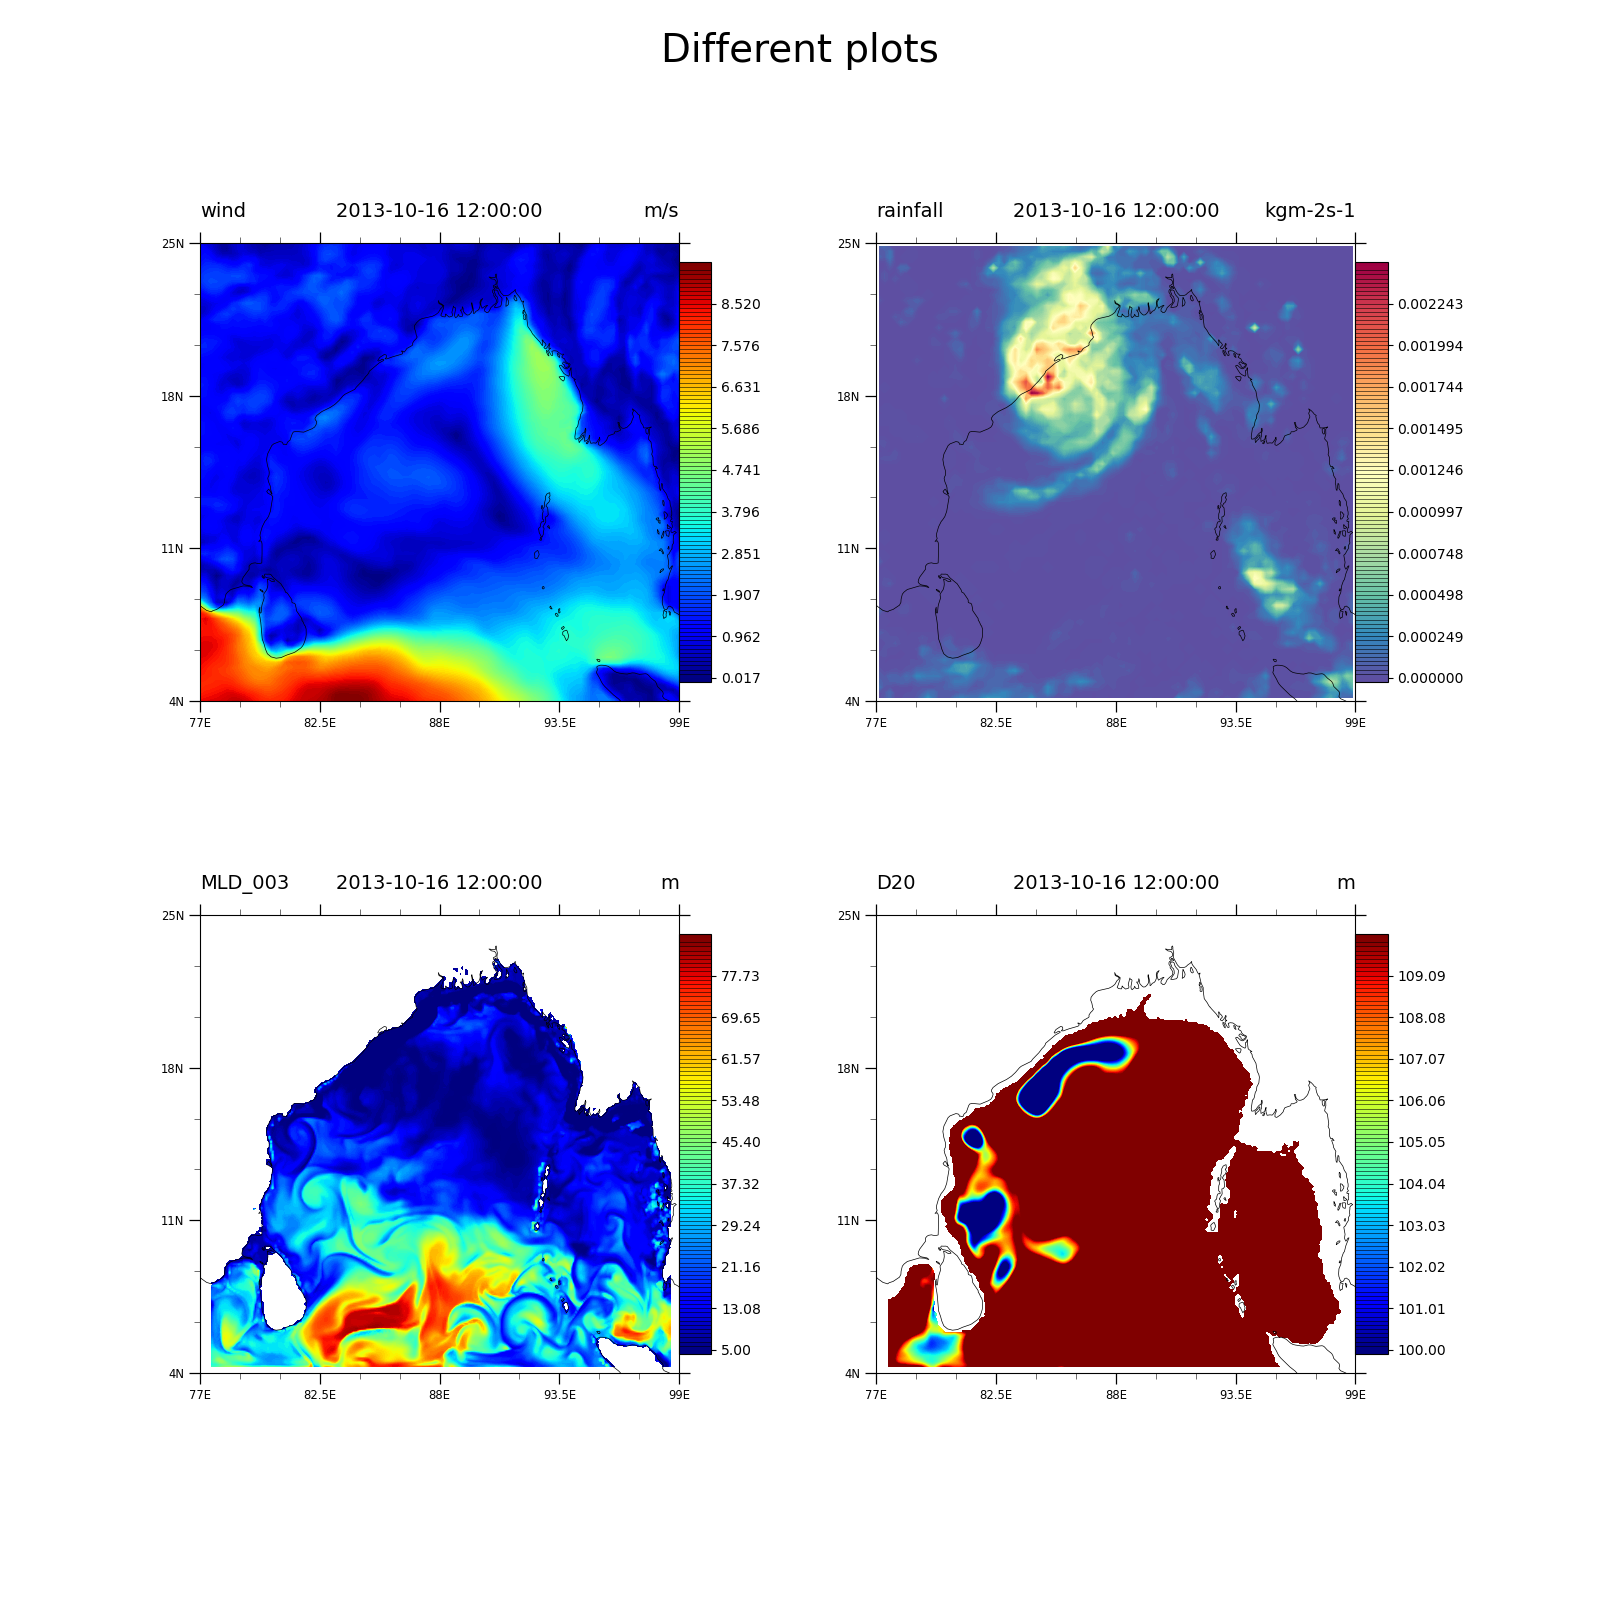 Different plots
wind 2013-10-16 12:00:00 m/s
25N
18N
11N
4N
77E 82.5E 88E 93.5E 99E
8.520
7.576
6.631
5.686
4.741
3.796
2.851
1.907
0.962
0.017
rainfall 2013-10-16 12:00:00 kgm-2s-1
25N
18N
11N
4N
77E 82.5E 88E 93.5E 99E
0.002243
0.001994
0.001744
0.001495
0.001246
0.000997
0.000748
0.000498
0.000249
0.000000
MLD_003 2013-10-16 12:00:00 m
25N
18N
11N
4N
77E 82.5E 88E 93.5E 99E
77.73
69.65
61.57
53.48
45.40
37.32
29.24
21.16
13.08
5.00
D20 2013-10-16 12:00:00 m
25N
18N
11N
4N
77E 82.5E 88E 93.5E 99E
109.09
108.08
107.07
106.06
105.05
104.04
103.03
102.02
101.01
100.00